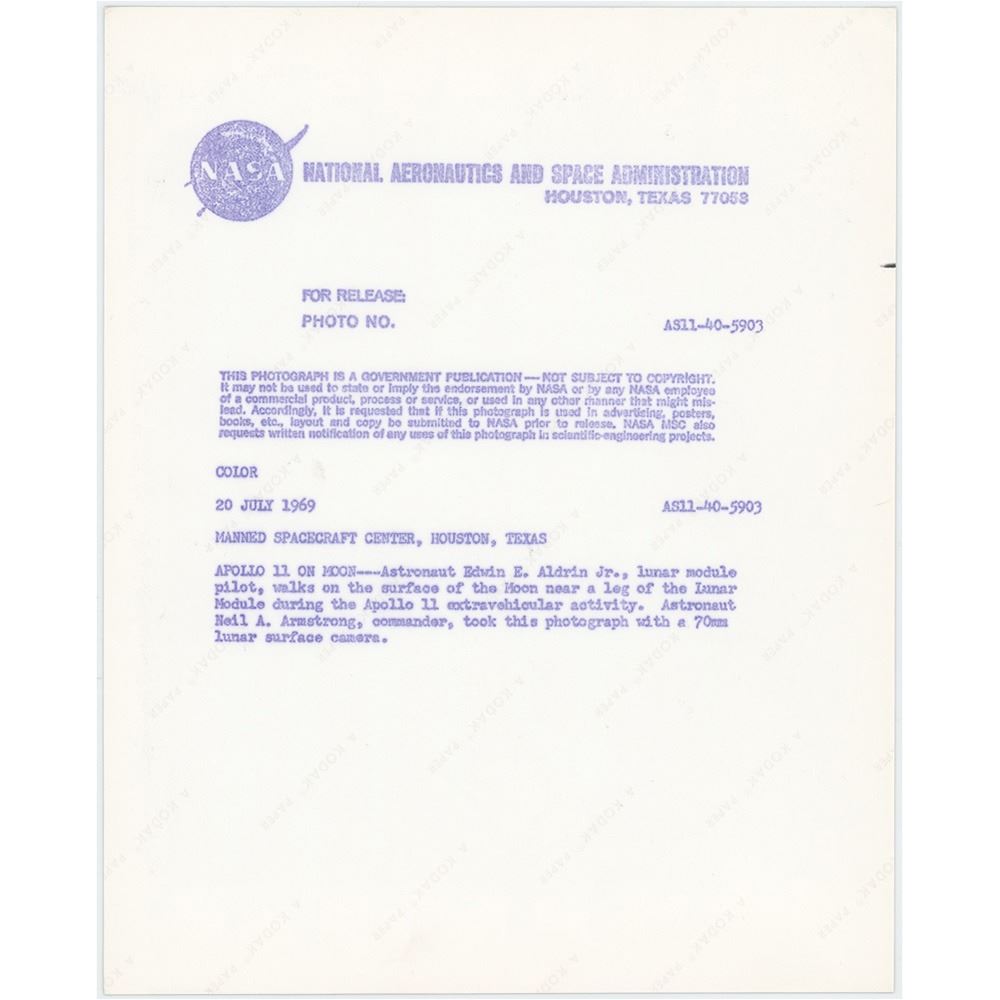 NASA
NATIONAL AERONAUTICS AND SPACE ADMINISTRATION
HOUSTON, TEXAS 77058
FOR RELEASE:
PHOTO NO.
AS11-40-5903
THIS PHOTOGRAPH IS A GOVERNMENT PUBLICATION—NOT SUBJECT TO COPYRIGHT.
It may not be used to state or imply the endorsement by NASA or by any NASA employee
of a commercial product, process or service, or used in any other manner that might mis-
lead. Accordingly, it is requested that if this photograph is used in advertising, posters,
books, etc., layout and copy be submitted to NASA prior to release. NASA MSC also
requests written notification of any uses of this photograph in scientific-engineering projects.
COLOR
20 JULY 1969
AS11-40-5903
MANNED SPACECRAFT CENTER, HOUSTON, TEXAS
APOLLO 11 ON MOON----Astronaut Edwin E. Aldrin Jr., lunar module
pilot, walks on the surface of the Moon near a leg of the Lunar
Module during the Apollo 11 extravehicular activity. Astronaut
Neil A. Armstrong, commander, took this photograph with a 70mm
lunar surface camera.
A KODAK PAPER